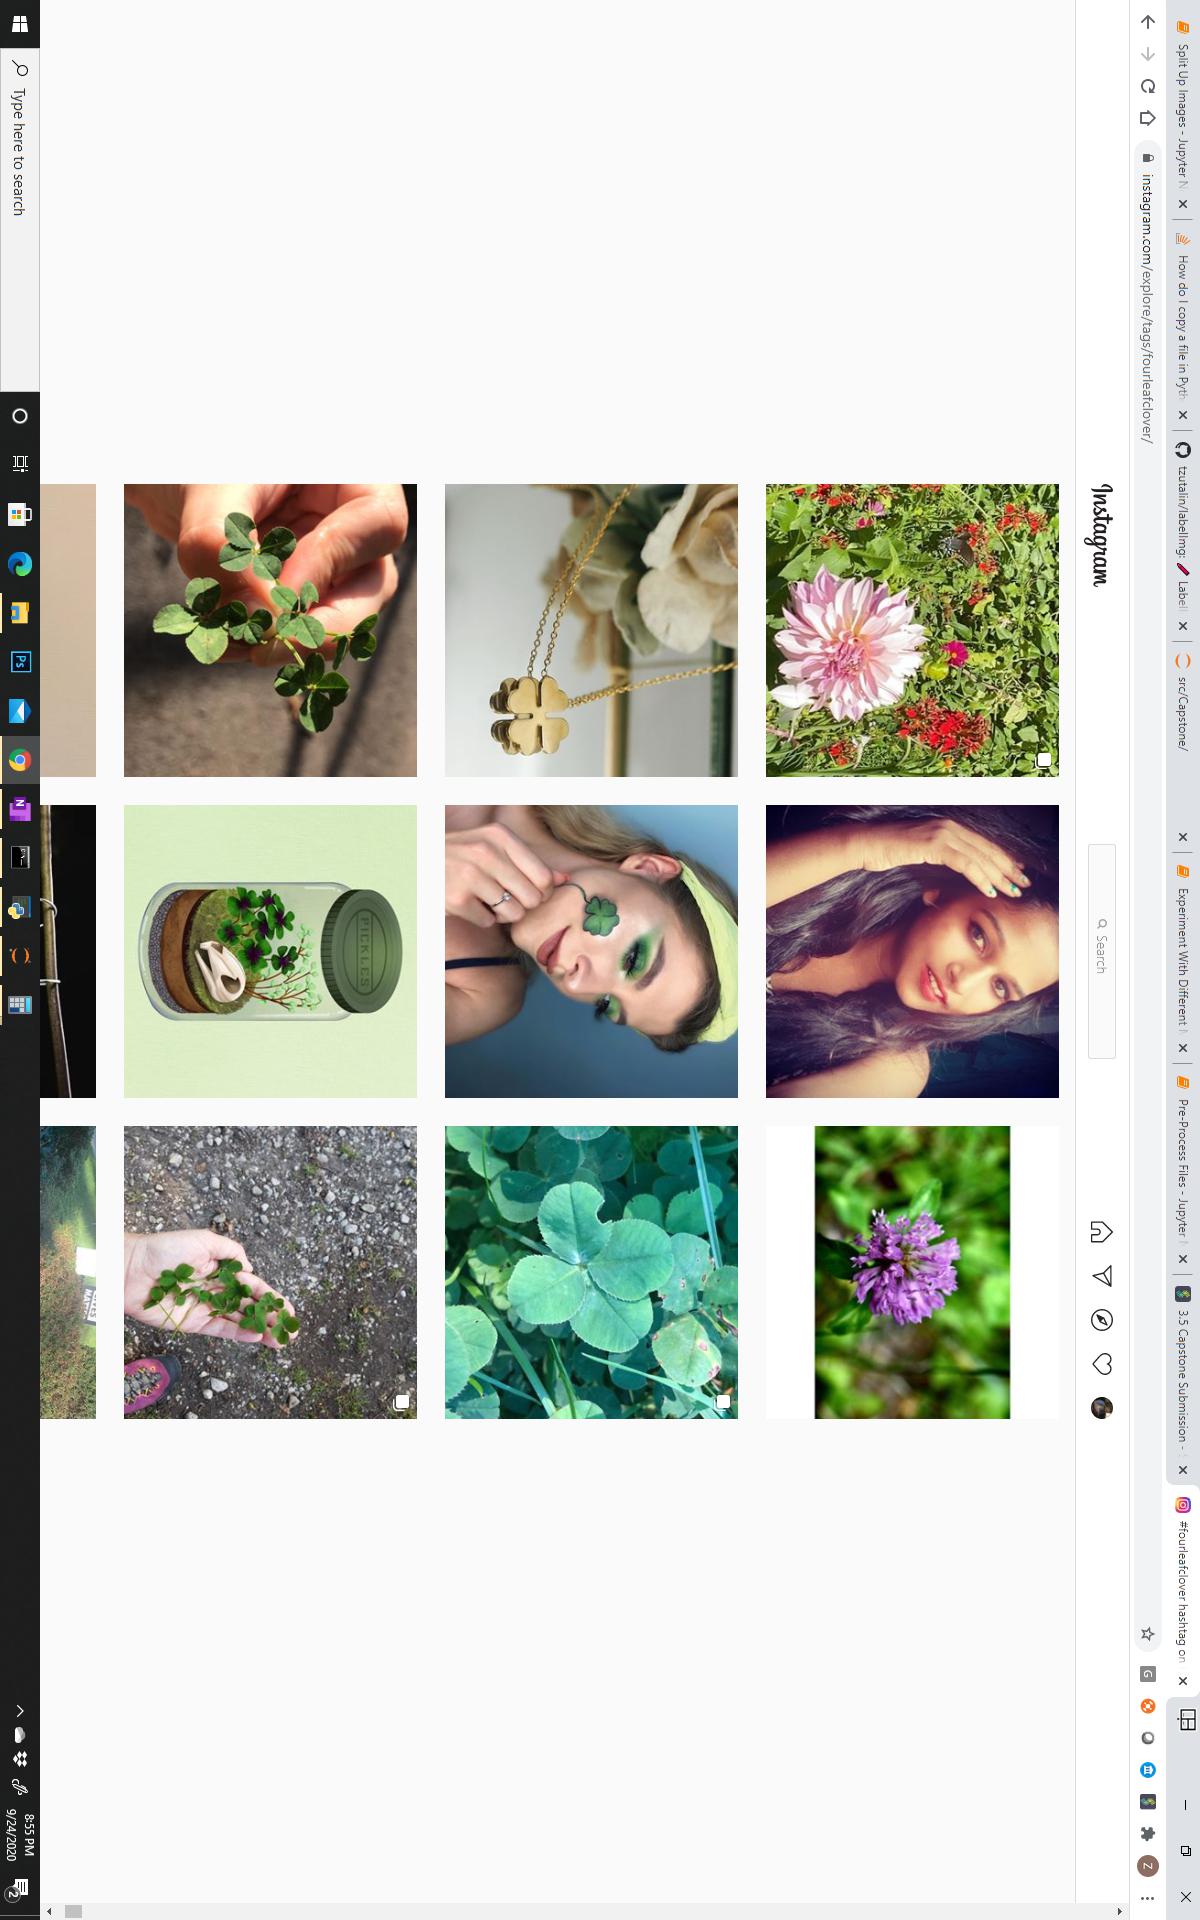 Split Up Images - Jupyter N
How do I copy a file in Pyth
tzutalin/labelImg: Label
src/Capstone/
Experiment With Different
Pre-Process Files - Jupyter
3.5 Capstone Submission -
#fourleafclover hashtag on
instagram.com/explore/tags/fourleafclover/
G
Z
Instagram
Search
PICKLES
Type here to search
Ps
N
8:55 PM
9/24/2020
2